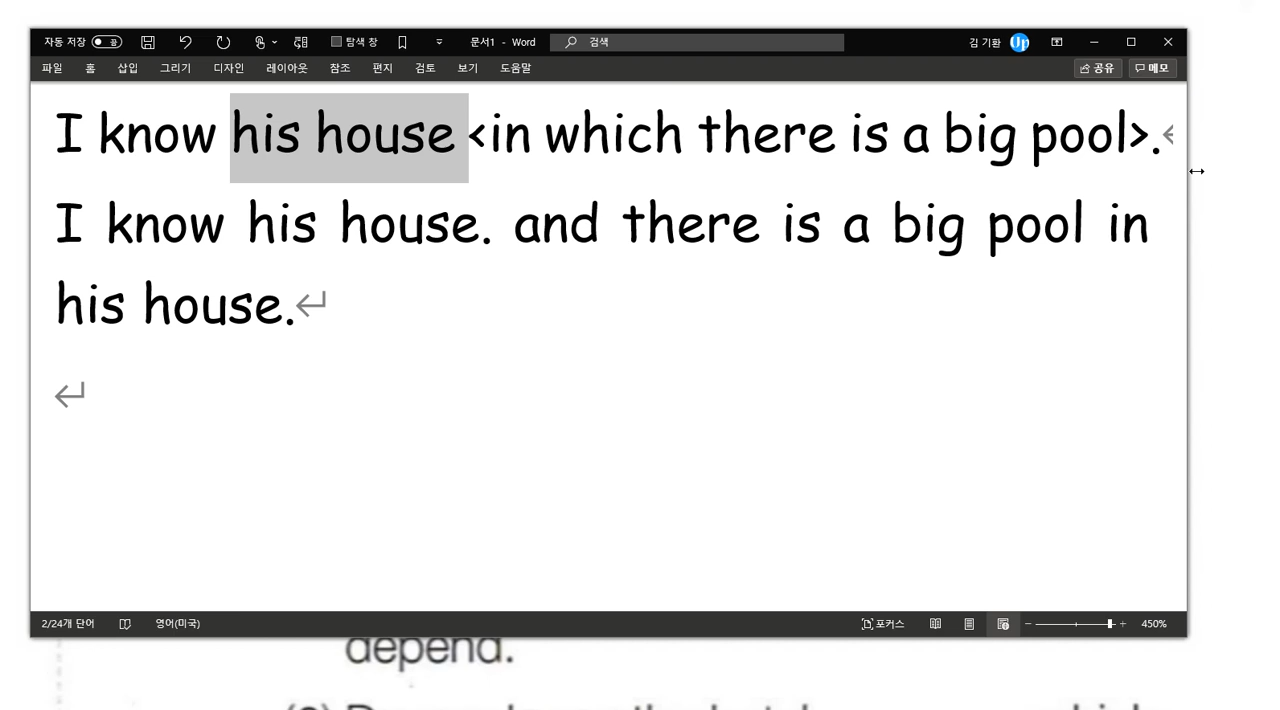 자동 저장 끔 탐색 창 문서1 - Word 검색 김 기환 Up
파일 홈 삽입 그리기 디자인 레이아웃 참조 편지 검토 보기 도움말 공유 메모
I know his house <in which there is a big pool>.
I know his house. and there is a big pool in
his house.
2/24개 단어 영어(미국) 포커스 450%
depend.